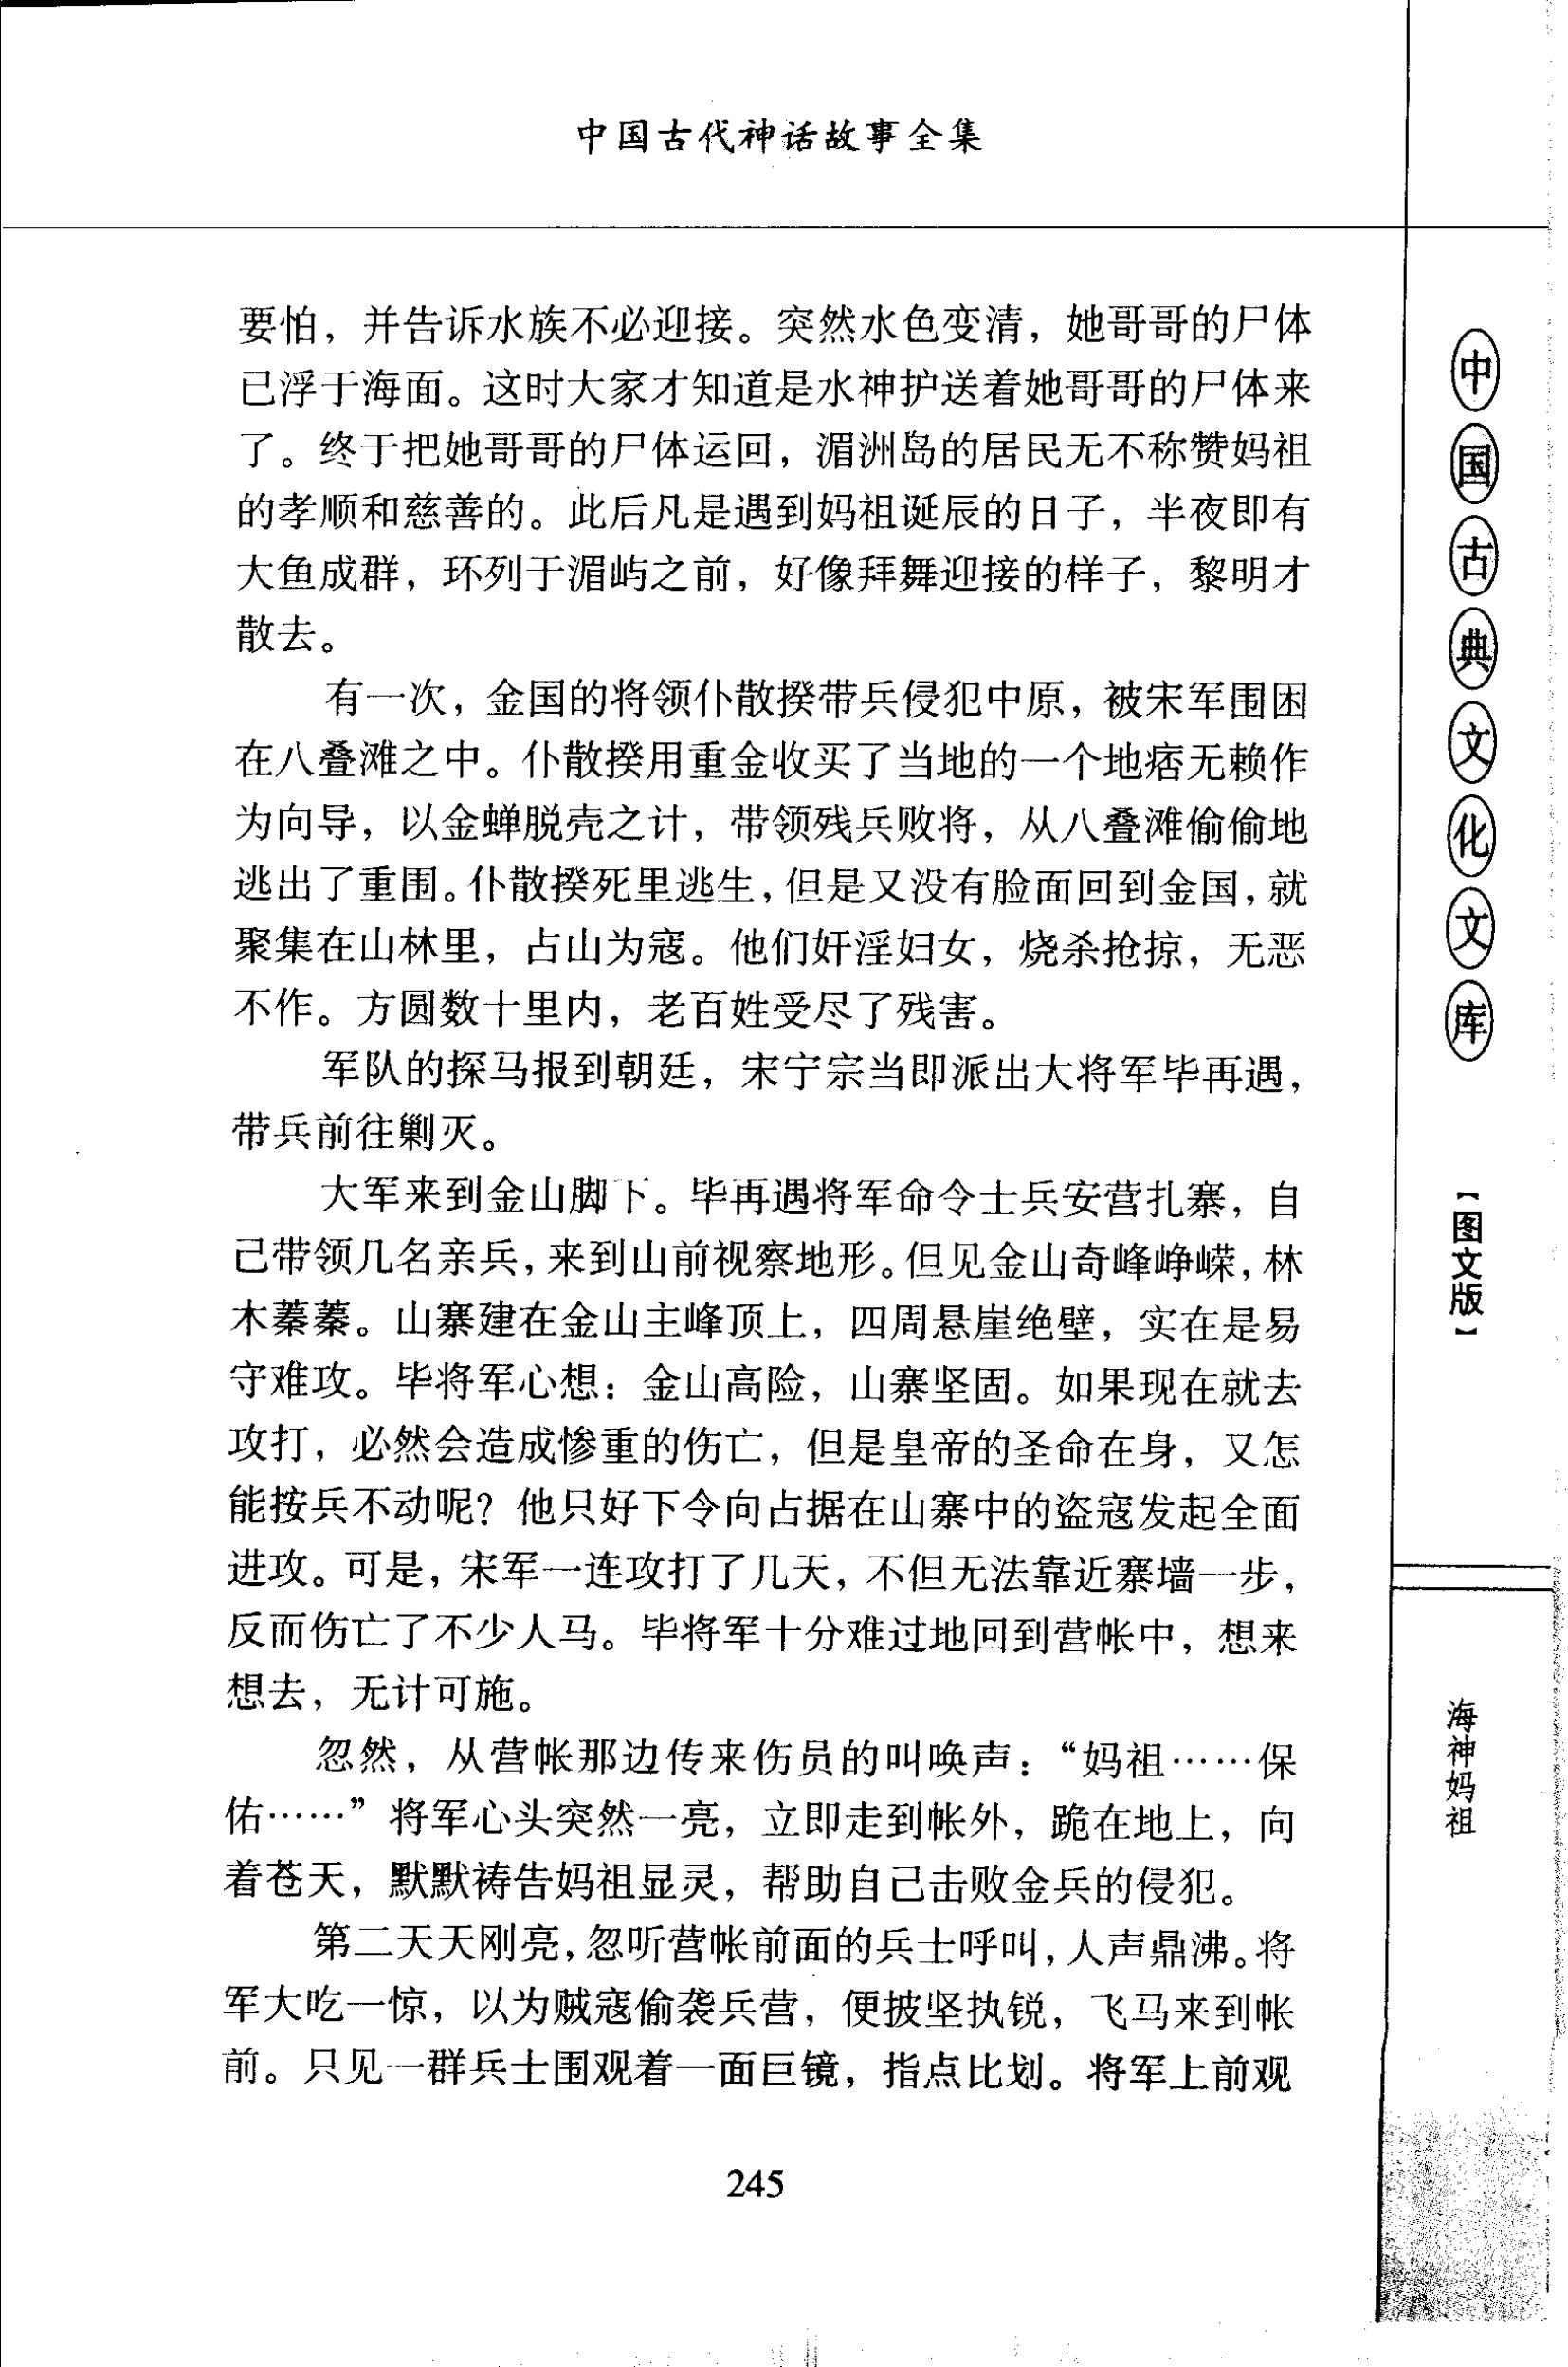 中国古代神话故事全集
要怕，并告诉水族不必迎接。突然水色变清，她哥哥的尸体
已浮于海面。这时大家才知道是水神护送着她哥哥的尸体来
了。终于把她哥哥的尸体运回，湄洲岛的居民无不称赞妈祖
的孝顺和慈善的。此后凡是遇到妈祖诞辰的日子，半夜即有
大鱼成群，环列于湄屿之前，好像拜舞迎接的样子，黎明才
散去。
有一次，金国的将领仆散揆带兵侵犯中原，被宋军围困
在八叠滩之中。仆散揆用重金收买了当地的一个地痞无赖作
为向导，以金蝉脱壳之计，带领残兵败将，从八叠滩偷偷地
逃出了重围。仆散揆死里逃生，但是又没有脸面回到金国，就
聚集在山林里，占山为寇。他们奸淫妇女，烧杀抢掠，无恶
不作。方圆数十里内，老百姓受尽了残害。
军队的探马报到朝廷，宋宁宗当即派出大将军毕再遇，
带兵前往剿灭。
大军来到金山脚下。毕再遇将军命令士兵安营扎寨，自
己带领几名亲兵，来到山前视察地形。但见金山奇峰峥嵘，林
木蓁蓁。山寨建在金山主峰顶上，四周悬崖绝壁，实在是易
守难攻。毕将军心想：金山高险，山寨坚固。如果现在就去
攻打，必然会造成惨重的伤亡，但是皇帝的圣命在身，又怎
能按兵不动呢？他只好下令向占据在山寨中的盗寇发起全面
进攻。可是，宋军一连攻打了几天，不但无法靠近寨墙一步，
反而伤亡了不少人马。毕将军十分难过地回到营帐中，想来
想去，无计可施。
忽然，从营帐那边传来伤员的叫唤声：“妈祖……保
佑……”将军心头突然一亮，立即走到帐外，跪在地上，向
着苍天，默默祷告妈祖显灵，帮助自己击败金兵的侵犯。
第二天天刚亮，忽听营帐前面的兵士呼叫，人声鼎沸。将
军大吃一惊，以为贼寇偷袭兵营，便披坚执锐，飞马来到帐
前。只见一群兵士围观着一面巨镜，指点比划。将军上前观
245
中国古典文化文库
【图文版】
海神妈祖